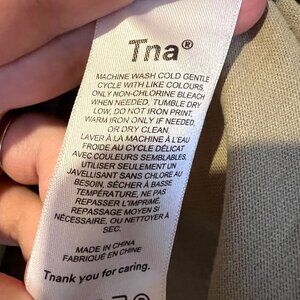 Tna®
MACHINE WASH COLD GENTLE
CYCLE WITH LIKE COLOURS,
ONLY NON-CHLORINE BLEACH
WHEN NEEDED, TUMBLE DRY
LOW, DO NOT IRON PRINT,
WARM IRON ONLY IF NEEDED,
OR DRY CLEAN.
LAVER À LA MACHINE À L'EAU
FROIDE AU CYCLE DÉLICAT
AVEC COULEURS SEMBLABLES,
UTILISER SEULEMENT UN
JAVELLISANT SANS CHLORE AU
BESOIN, SÉCHER À BASSE
TEMPÉRATURE, NE PAS
REPASSER L'IMPRIMÉ,
REPASSAGE MOYEN SI
NÉCESSAIRE, OU NETTOYER À
SEC.
MADE IN CHINA
FABRIQUÉ EN CHINE
Thank you for caring.